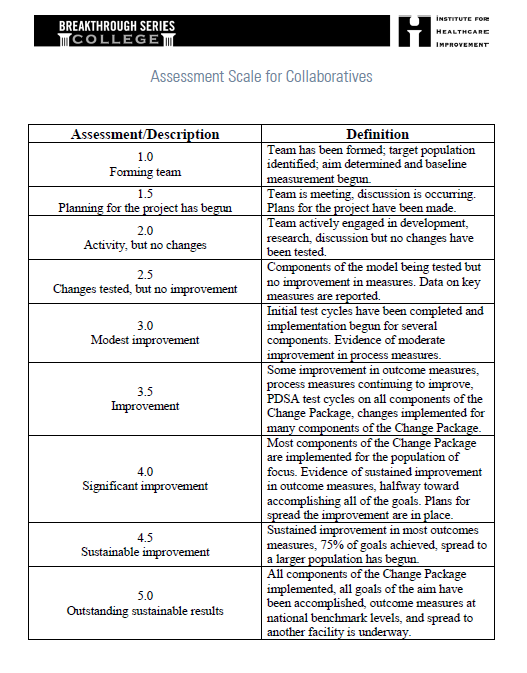 BREAKTHROUGH SERIES
COLLEGE
INSTITUTE FOR
HEALTHCARE
IMPROVEMENT
Assessment Scale for Collaboratives
Assessment/Description
Definition
1.0
Forming team
Team has been formed; target population
identified; aim determined and baseline
measurement begun.
1.5
Planning for the project has begun
Team is meeting, discussion is occurring.
Plans for the project have been made.
2.0
Activity, but no changes
Team actively engaged in development,
research, discussion but no changes have
been tested.
2.5
Changes tested, but no improvement
Components of the model being tested but
no improvement in measures. Data on key
measures are reported.
3.0
Modest improvement
Initial test cycles have been completed and
implementation begun for several
components. Evidence of moderate
improvement in process measures.
3.5
Improvement
Some improvement in outcome measures,
process measures continuing to improve,
PDSA test cycles on all components of the
Change Package, changes implemented for
many components of the Change Package.
4.0
Significant improvement
Most components of the Change Package
are implemented for the population of
focus. Evidence of sustained improvement
in outcome measures, halfway toward
accomplishing all of the goals. Plans for
spread the improvement are in place.
4.5
Sustainable improvement
Sustained improvement in most outcomes
measures, 75% of goals achieved, spread to
a larger population has begun.
5.0
Outstanding sustainable results
All components of the Change Package
implemented, all goals of the aim have
been accomplished, outcome measures at
national benchmark levels, and spread to
another facility is underway.